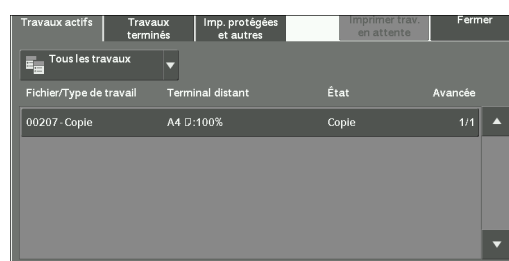 Travaux actifs
Travaux
terminés
Imp. protégées
et autres
Imprimer trav.
en attente
Fermer
Tous les travaux
Fichier/Type de travail Terminal distant État Avancée
00207-Copie A4 :100% Copie 1/1